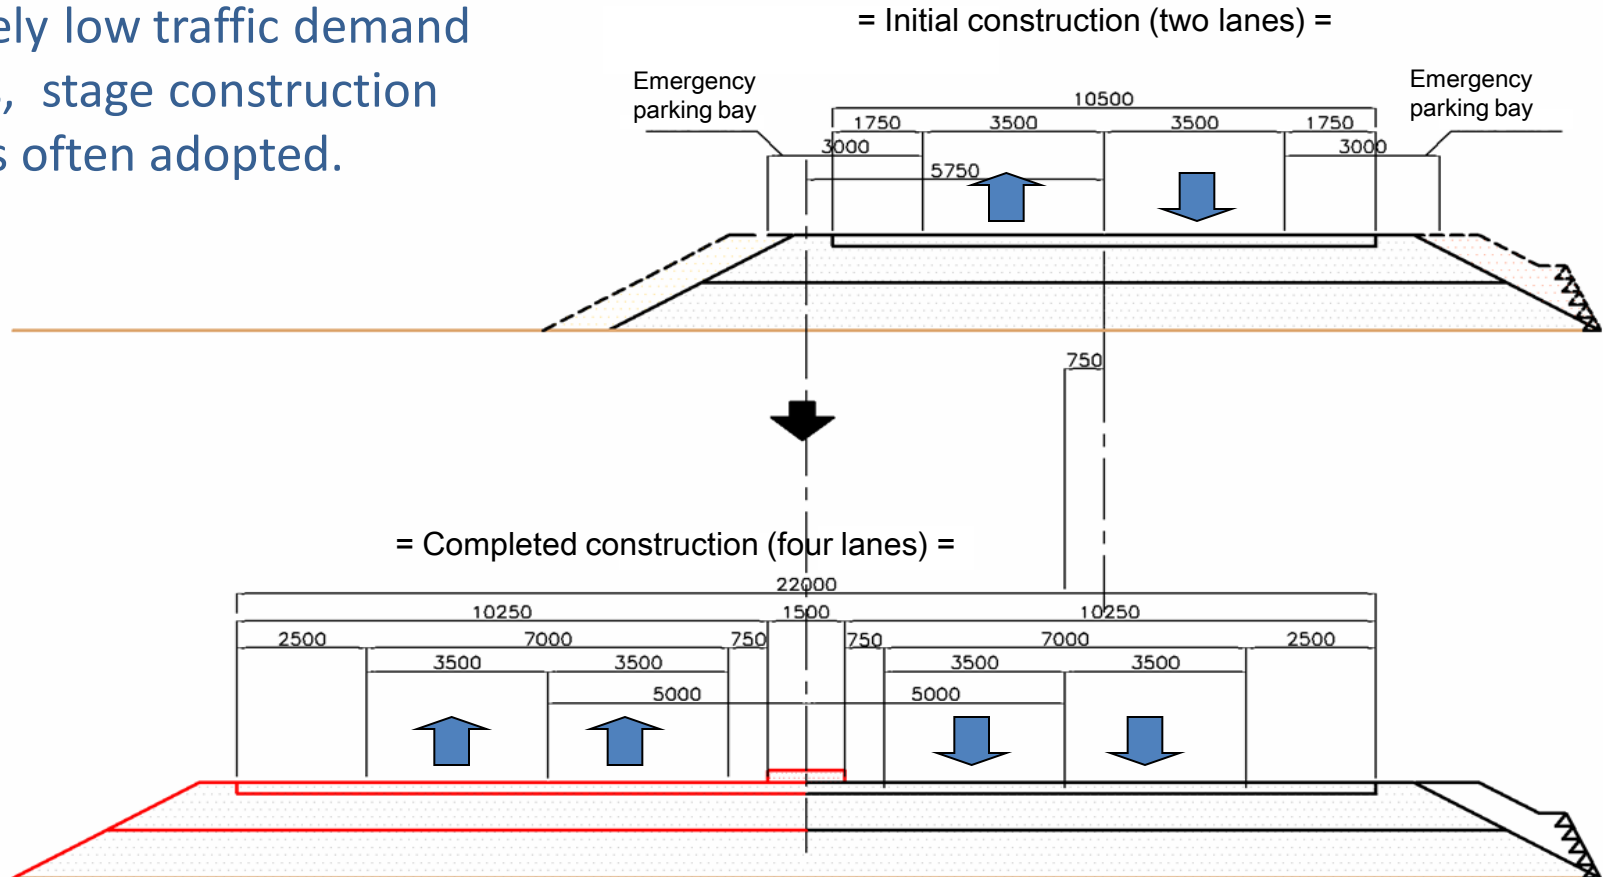 ely low traffic demand
s, stage construction
s often adopted.
= Initial construction (two lanes) =
Emergency
parking bay
Emergency
parking bay
10500
1750 3500 3500 1750
3000 3000
5750
750
= Completed construction (four lanes) =
22000
10250 1500 10250
2500 7000 750 750 7000 2500
3500 3500 3500 3500
5000 5000